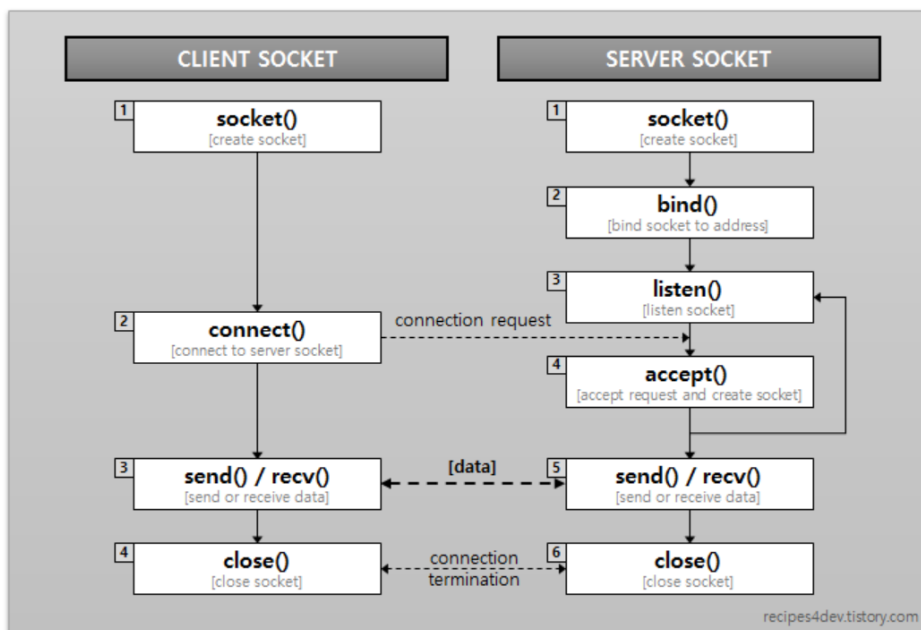 CLIENT SOCKET
1
socket()
[create socket]
2
connect()
[connect to server socket]
3
send() / recv()
[send or receive data]
4
close()
[close socket]
connection request
[data]
connection
termination
SERVER SOCKET
1
socket()
[create socket]
2
bind()
[bind socket to address]
3
listen()
[listen socket]
4
accept()
[accept request and create socket]
5
send() / recv()
[send or receive data]
6
close()
[close socket]
recipes4dev.tistory.com